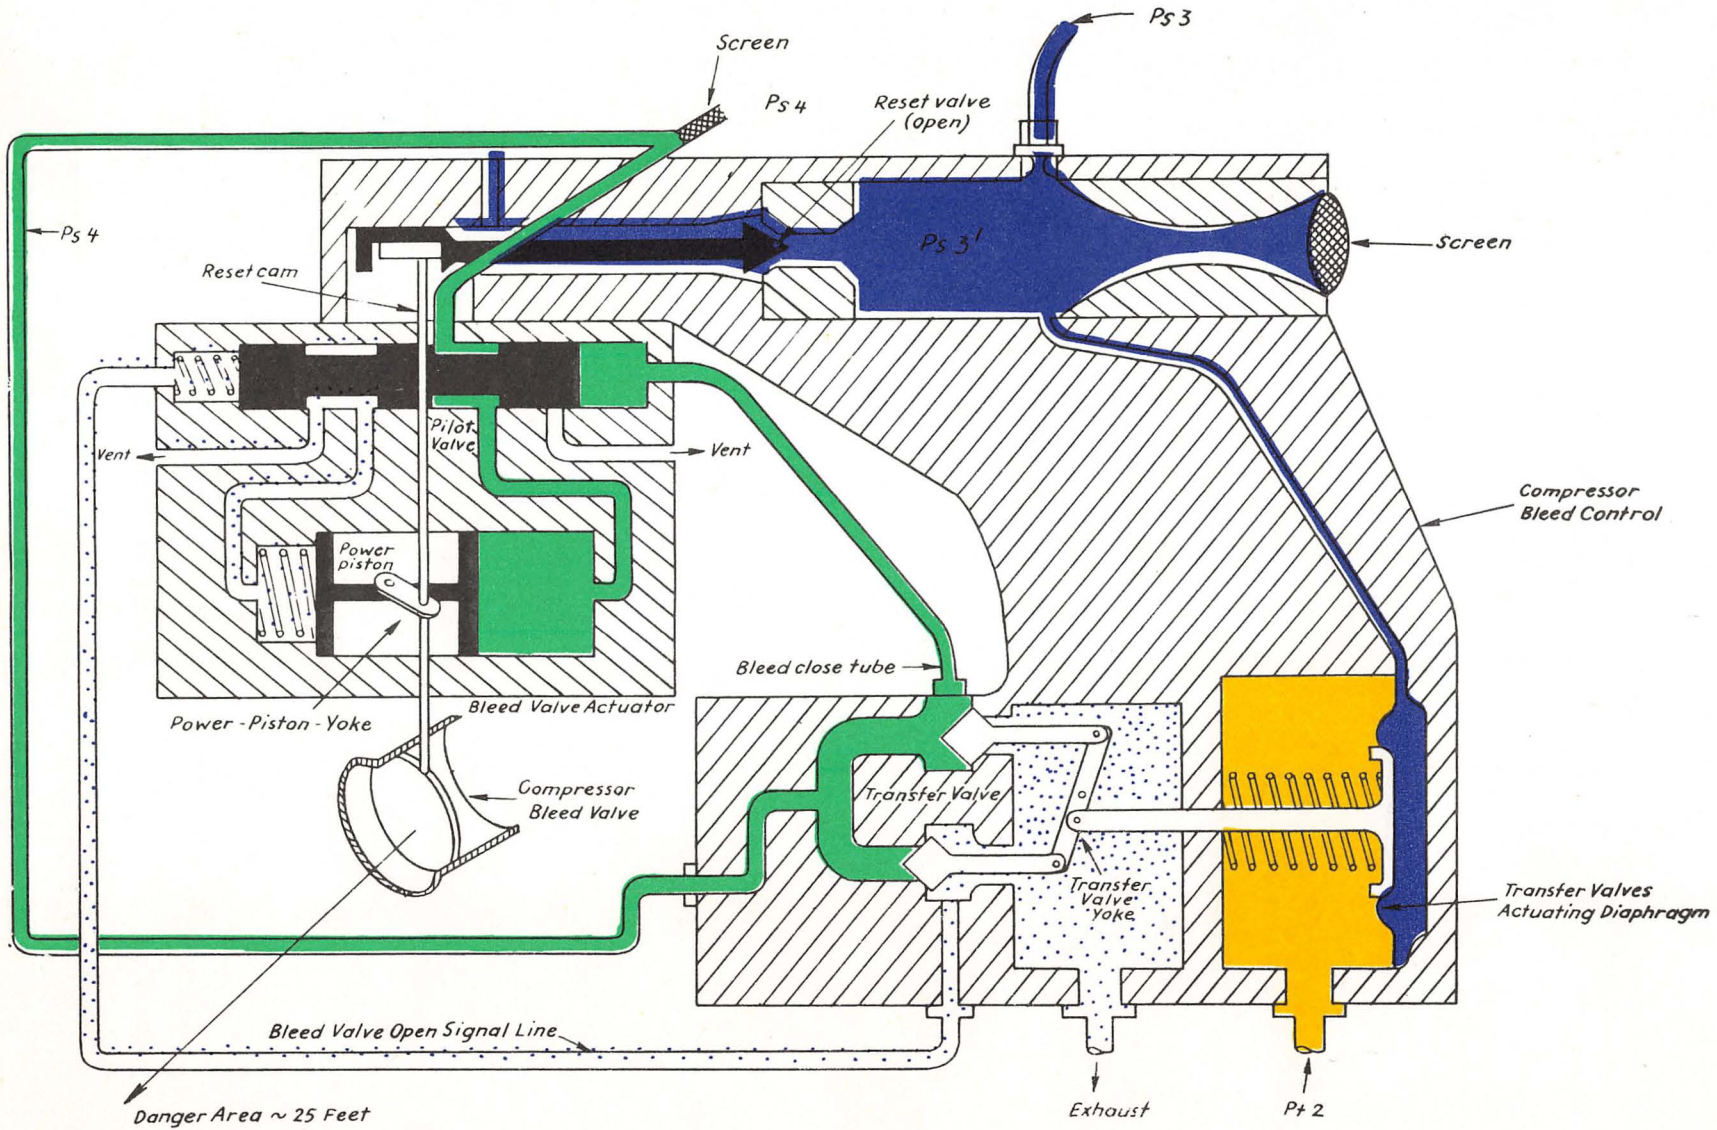 Ps 3
Screen
Ps 4
Reset valve
(open)
Ps 4
Ps 3'
Screen
Reset cam
Pilot
Valve
Vent
Vent
Compressor
Bleed Control
Power
piston
Bleed close tube
Power - Piston - Yoke
Bleed Valve Actuator
Compressor
Bleed Valve
Transfer Valve
Transfer
Valve
Yoke
Transfer Valves
Actuating Diaphragm
Bleed Valve Open Signal Line
Danger Area ~ 25 Feet
Exhaust
Pt 2